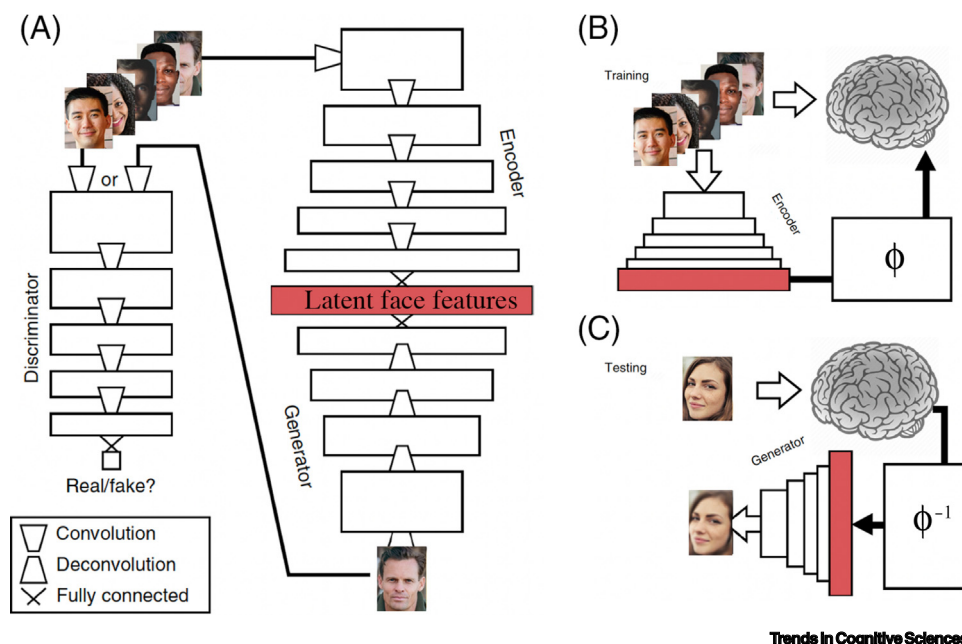 (A)
or
Discriminator
Real/fake?
Encoder
Latent face features
Generator
Convolution
Deconvolution
Fully connected
(B)
Training
Encoder
ϕ
(C)
Testing
Generator
ϕ⁻¹
Trends in Cognitive Sciences